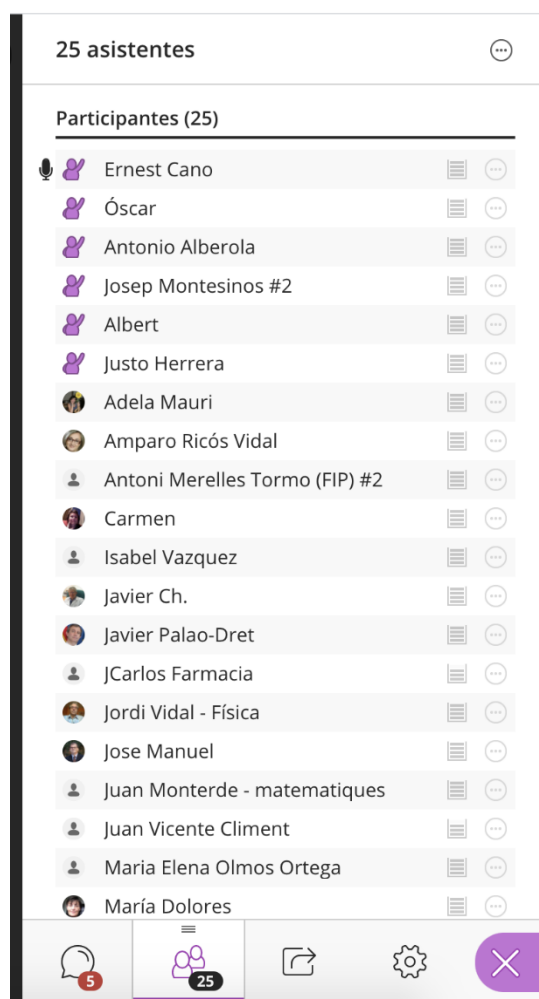 25 asistentes
Participantes (25)
Ernest Cano
Óscar
Antonio Alberola
Josep Montesinos #2
Albert
Justo Herrera
Adela Mauri
Amparo Ricós Vidal
Antoni Merelles Tormo (FIP) #2
Carmen
Isabel Vazquez
Javier Ch.
Javier Palao-Dret
JCarlos Farmacia
Jordi Vidal - Física
Jose Manuel
Juan Monterde - matematiques
Juan Vicente Climent
Maria Elena Olmos Ortega
María Dolores
5
25